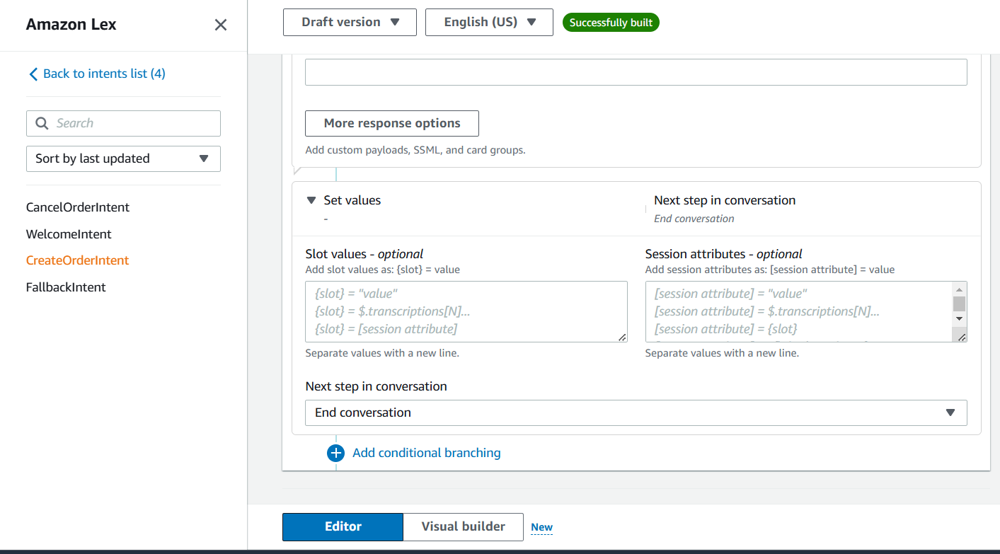 Amazon Lex
Back to intents list (4)
Search
Sort by last updated
CancelOrderIntent
WelcomeIntent
CreateOrderIntent
FallbackIntent
Draft version
English (US)
Successfully built
More response options
Add custom payloads, SSML, and card groups.
Set values
-
Next step in conversation
End conversation
Slot values - optional
Add slot values as: {slot} = value
{slot} = "value"
{slot} = $.transcriptions[N]...
{slot} = [session attribute]
Separate values with a new line.
Session attributes - optional
Add session attributes as: [session attribute] = value
[session attribute] = "value"
[session attribute] = $.transcriptions[N]...
[session attribute] = {slot}
Separate values with a new line.
Next step in conversation
End conversation
Add conditional branching
Editor
Visual builder
New